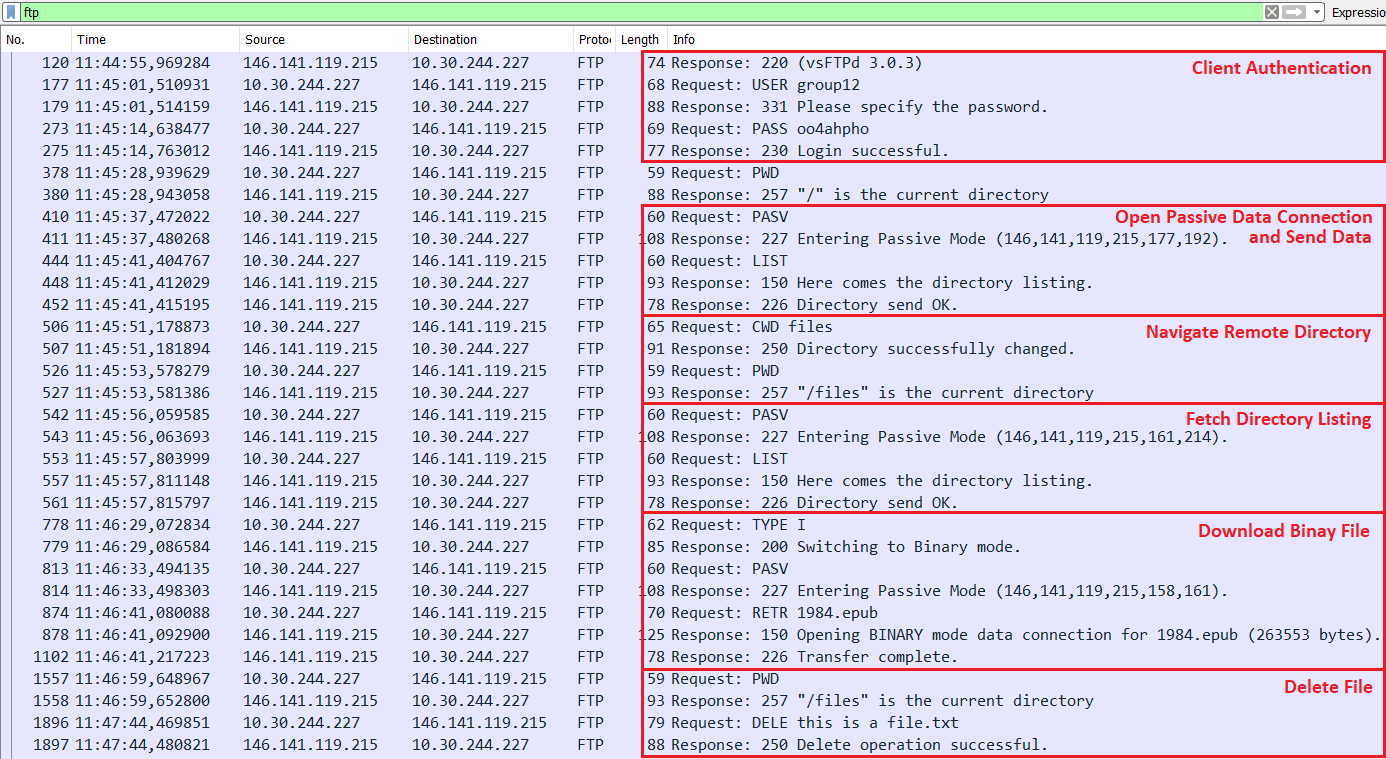 ftp Expressio
No. Time Source Destination Protoc Length Info
120 11:44:55,969284 146.141.119.215 10.30.244.227 FTP 74 Response: 220 (vsFTPd 3.0.3) Client Authentication
177 11:45:01,510931 10.30.244.227 146.141.119.215 FTP 68 Request: USER group12
179 11:45:01,514159 146.141.119.215 10.30.244.227 FTP 88 Response: 331 Please specify the password.
273 11:45:14,638477 10.30.244.227 146.141.119.215 FTP 69 Request: PASS oo4ahpho
275 11:45:14,763012 146.141.119.215 10.30.244.227 FTP 77 Response: 230 Login successful.
378 11:45:28,939629 10.30.244.227 146.141.119.215 FTP 59 Request: PWD
380 11:45:28,943058 146.141.119.215 10.30.244.227 FTP 88 Response: 257 "/" is the current directory
410 11:45:37,472022 10.30.244.227 146.141.119.215 FTP 60 Request: PASV Open Passive Data Connection
411 11:45:37,480268 146.141.119.215 10.30.244.227 FTP 108 Response: 227 Entering Passive Mode (146,141,119,215,177,192). and Send Data
444 11:45:41,404767 10.30.244.227 146.141.119.215 FTP 60 Request: LIST
448 11:45:41,412029 146.141.119.215 10.30.244.227 FTP 93 Response: 150 Here comes the directory listing.
452 11:45:41,415195 146.141.119.215 10.30.244.227 FTP 78 Response: 226 Directory send OK.
506 11:45:51,178873 10.30.244.227 146.141.119.215 FTP 65 Request: CWD files Navigate Remote Directory
507 11:45:51,181894 146.141.119.215 10.30.244.227 FTP 91 Response: 250 Directory successfully changed.
526 11:45:53,578279 10.30.244.227 146.141.119.215 FTP 59 Request: PWD
527 11:45:53,581386 146.141.119.215 10.30.244.227 FTP 93 Response: 257 "/files" is the current directory
542 11:45:56,059585 10.30.244.227 146.141.119.215 FTP 60 Request: PASV Fetch Directory Listing
543 11:45:56,063693 146.141.119.215 10.30.244.227 FTP 108 Response: 227 Entering Passive Mode (146,141,119,215,161,214).
553 11:45:57,803999 10.30.244.227 146.141.119.215 FTP 60 Request: LIST
557 11:45:57,811148 146.141.119.215 10.30.244.227 FTP 93 Response: 150 Here comes the directory listing.
561 11:45:57,815797 146.141.119.215 10.30.244.227 FTP 78 Response: 226 Directory send OK.
778 11:46:29,072834 10.30.244.227 146.141.119.215 FTP 62 Request: TYPE I Download Binay File
779 11:46:29,086584 146.141.119.215 10.30.244.227 FTP 85 Response: 200 Switching to Binary mode.
813 11:46:33,494135 10.30.244.227 146.141.119.215 FTP 60 Request: PASV
814 11:46:33,498303 146.141.119.215 10.30.244.227 FTP 108 Response: 227 Entering Passive Mode (146,141,119,215,158,161).
874 11:46:41,080088 10.30.244.227 146.141.119.215 FTP 70 Request: RETR 1984.epub
878 11:46:41,092900 146.141.119.215 10.30.244.227 FTP 125 Response: 150 Opening BINARY mode data connection for 1984.epub (263553 bytes).
1102 11:46:41,217223 146.141.119.215 10.30.244.227 FTP 78 Response: 226 Transfer complete.
1557 11:46:59,648967 10.30.244.227 146.141.119.215 FTP 59 Request: PWD Delete File
1558 11:46:59,652800 146.141.119.215 10.30.244.227 FTP 93 Response: 257 "/files" is the current directory
1896 11:47:44,469851 10.30.244.227 146.141.119.215 FTP 79 Request: DELE this is a file.txt
1897 11:47:44,480821 146.141.119.215 10.30.244.227 FTP 88 Response: 250 Delete operation successful.